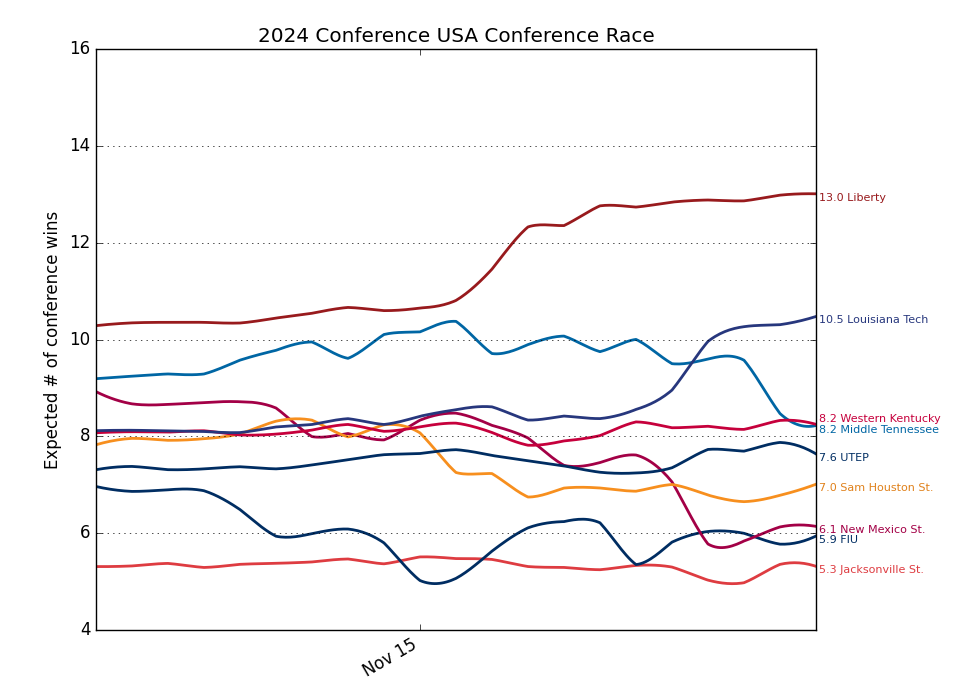 2024 Conference USA Conference Race
Expected # of conference wins
16
14
12
10
8
6
4
Nov 15
13.0 Liberty
10.5 Louisiana Tech
8.2 Western Kentucky
8.2 Middle Tennessee
7.6 UTEP
7.0 Sam Houston St.
6.1 New Mexico St.
5.9 FIU
5.3 Jacksonville St.